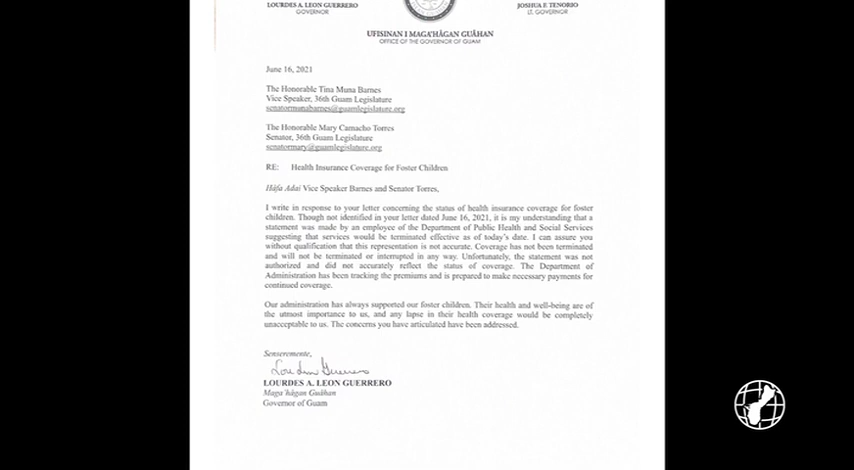 LOURDES A. LEON GUERRERO
GOVERNOR
JOSHUA F. TENORIO
LT. GOVERNOR
UFISINAN I MAGA'HÅGAN GUÅHAN
OFFICE OF THE GOVERNOR OF GUAM
June 16, 2021
The Honorable Tina Muna Barnes
Vice Speaker, 36th Guam Legislature
senatormunabarnes@guamlegislature.org
The Honorable Mary Camacho Torres
Senator, 36th Guam Legislature
senatormary@guamlegislature.org
RE: Health Insurance Coverage for Foster Children
Håfa Adai Vice Speaker Barnes and Senator Torres,
I write in response to your letter concerning the status of health insurance coverage for foster
children. Though not identified in your letter dated June 16, 2021, it is my understanding that a
statement was made by an employee of the Department of Public Health and Social Services
suggesting that services would be terminated effective as of today's date. I can assure you
without qualification that this representation is not accurate. Coverage has not been terminated
and will not be terminated or interrupted in any way. Unfortunately, the statement was not
authorized and did not accurately reflect the status of coverage. The Department of
Administration has been tracking the premiums and is prepared to make necessary payments for
continued coverage.
Our administration has always supported our foster children. Their health and well-being are of
the utmost importance to us, and any lapse in their health coverage would be completely
unacceptable to us. The concerns you have articulated have been addressed.
Senseremente,
Lou Leon Guerrero
LOURDES A. LEON GUERRERO
Maga'hågan Guåhan
Governor of Guam